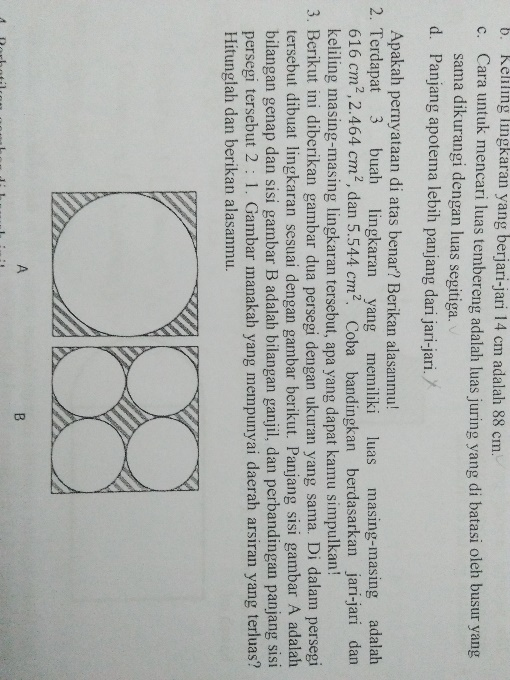 b. Keliling lingkaran yang berjari-jari 14 cm adalah 88 cm.
c. Cara untuk mencari luas tembereng adalah luas juring yang di batasi oleh busur yang
sama dikurangi dengan luas segitiga.
d. Panjang apotema lebih panjang dari jari-jari.
Apakah pernyataan di atas benar? Berikan alasanmu!
2. Terdapat 3 buah lingkaran yang memiliki luas masing-masing adalah
616 cm², 2.464 cm², dan 5.544 cm². Coba bandingkan berdasarkan jari-jari dan
keliling masing-masing lingkaran tersebut, apa yang dapat kamu simpulkan!
3. Berikut ini diberikan gambar dua persegi dengan ukuran yang sama. Di dalam persegi
tersebut dibuat lingkaran sesuai dengan gambar berikut. Panjang sisi gambar A adalah
bilangan genap dan sisi gambar B adalah bilangan ganjil, dan perbandingan panjang sisi
persegi tersebut 2 : 1. Gambar manakah yang mempunyai daerah arsiran yang terluas?
Hitunglah dan berikan alasanmu.
A B